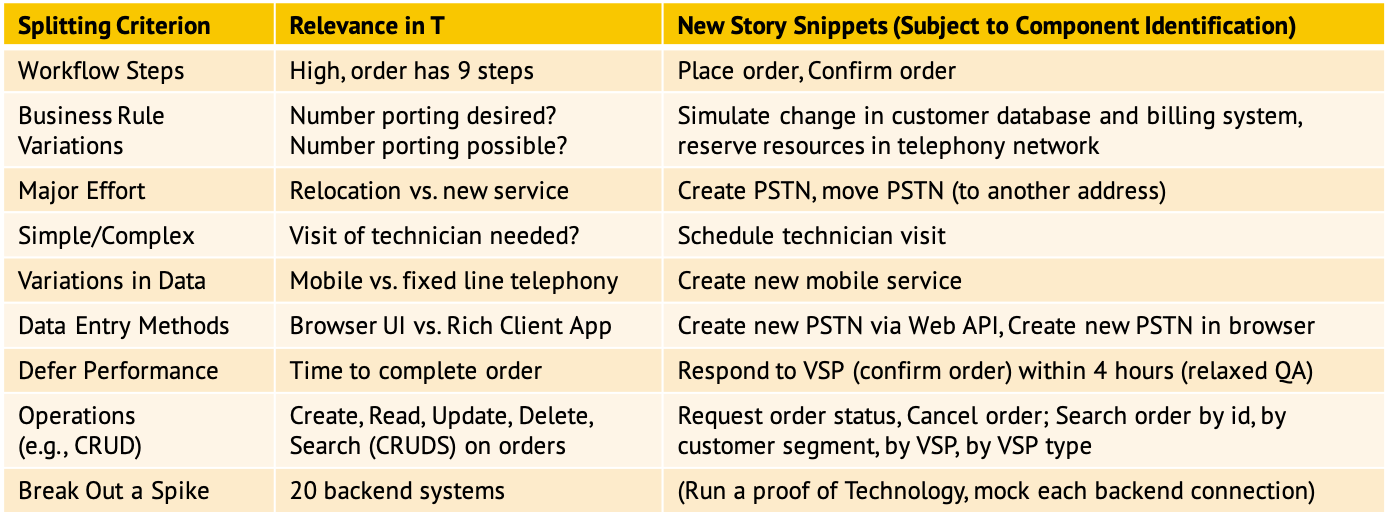 Splitting Criterion Relevance in T New Story Snippets (Subject to Component Identification)
Workflow Steps High, order has 9 steps Place order, Confirm order
Business Rule Number porting desired? Simulate change in customer database and billing system,
Variations Number porting possible? reserve resources in telephony network
Major Effort Relocation vs. new service Create PSTN, move PSTN (to another address)
Simple/Complex Visit of technician needed? Schedule technician visit
Variations in Data Mobile vs. fixed line telephony Create new mobile service
Data Entry Methods Browser UI vs. Rich Client App Create new PSTN via Web API, Create new PSTN in browser
Defer Performance Time to complete order Respond to VSP (confirm order) within 4 hours (relaxed QA)
Operations Create, Read, Update, Delete, Request order status, Cancel order; Search order by id, by
(e.g., CRUD) Search (CRUDS) on orders customer segment, by VSP, by VSP type
Break Out a Spike 20 backend systems (Run a proof of Technology, mock each backend connection)